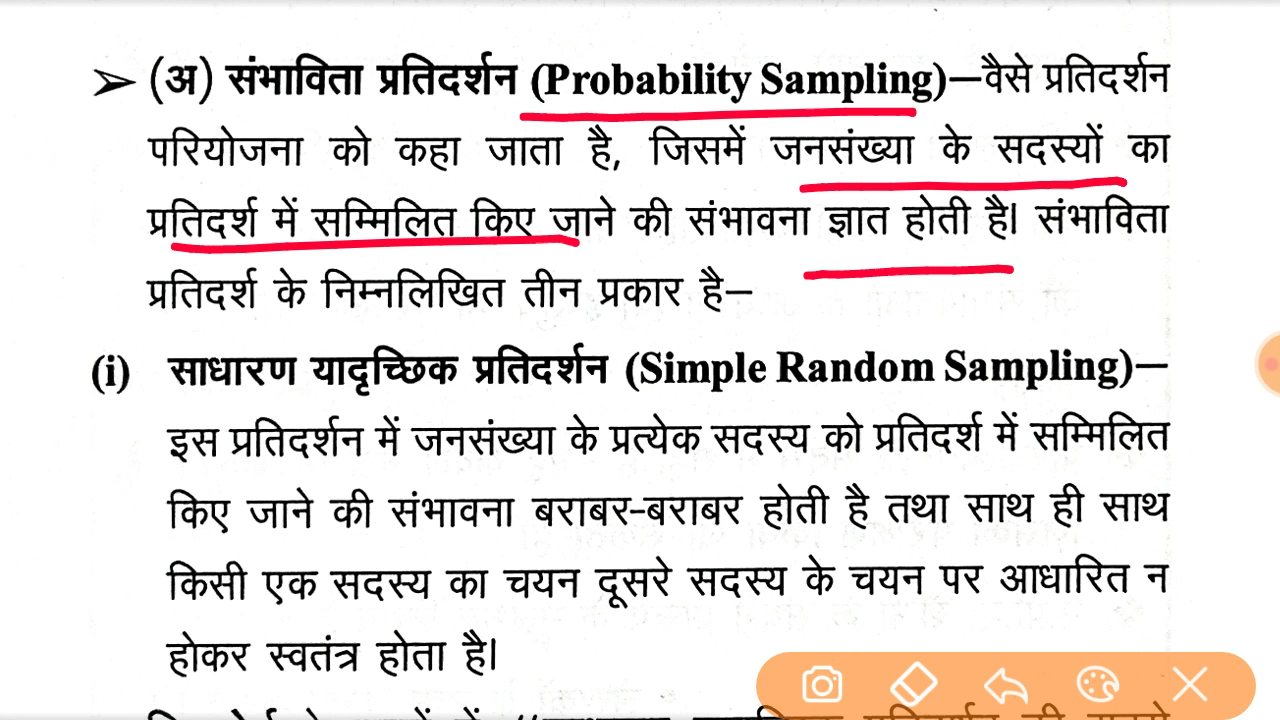 ➢ (अ) संभाविता प्रतिदर्शन (Probability Sampling)—वैसे प्रतिदर्शन
परियोजना को कहा जाता है, जिसमें जनसंख्या के सदस्यों का
प्रतिदर्श में सम्मिलित किए जाने की संभावना ज्ञात होती है। संभाविता
प्रतिदर्श के निम्नलिखित तीन प्रकार है–
(i) साधारण यादृच्छिक प्रतिदर्शन (Simple Random Sampling)—
इस प्रतिदर्शन में जनसंख्या के प्रत्येक सदस्य को प्रतिदर्श में सम्मिलित
किए जाने की संभावना बराबर-बराबर होती है तथा साथ ही साथ
किसी एक सदस्य का चयन दूसरे सदस्य के चयन पर आधारित न
होकर स्वतंत्र होता है।